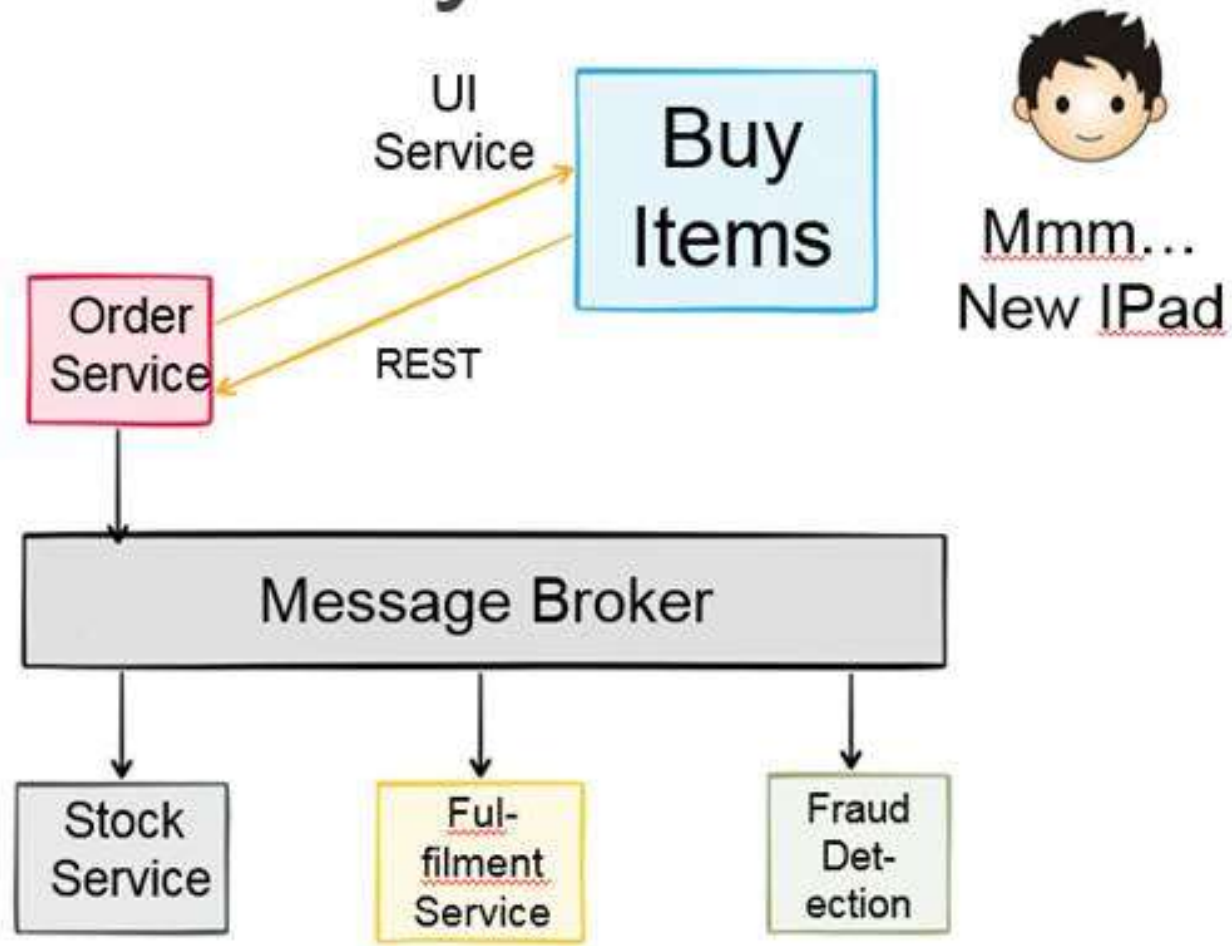 UI
Service
Buy
Items
Mmm...
New IPad
Order
Service
REST
Message Broker
Stock
Service
Ful-
filment
Service
Fraud
Det-
ection